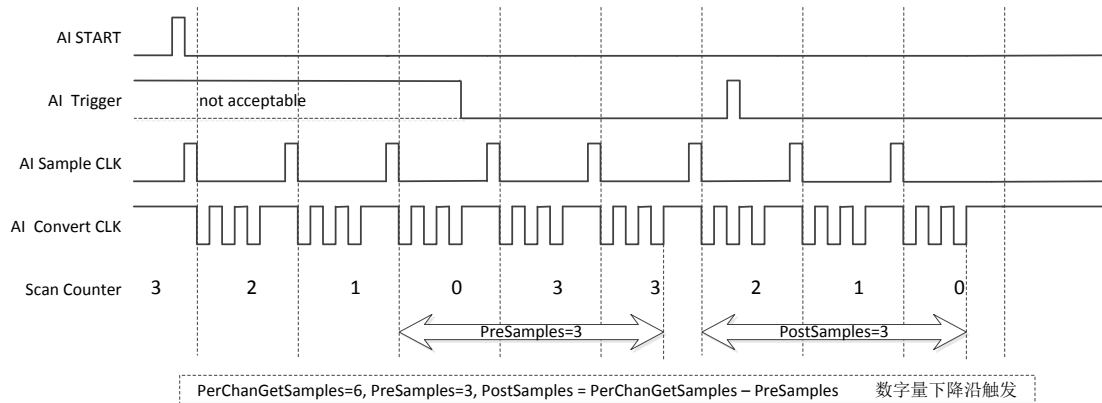 AI START
AI Trigger
not acceptable
AI Sample CLK
AI Convert CLK
Scan Counter 3 2 1 0 3 3 2 1 0
PreSamples=3 PostSamples=3
PerChanGetSamples=6, PreSamples=3, PostSamples = PerChanGetSamples – PreSamples 数字量下降沿触发